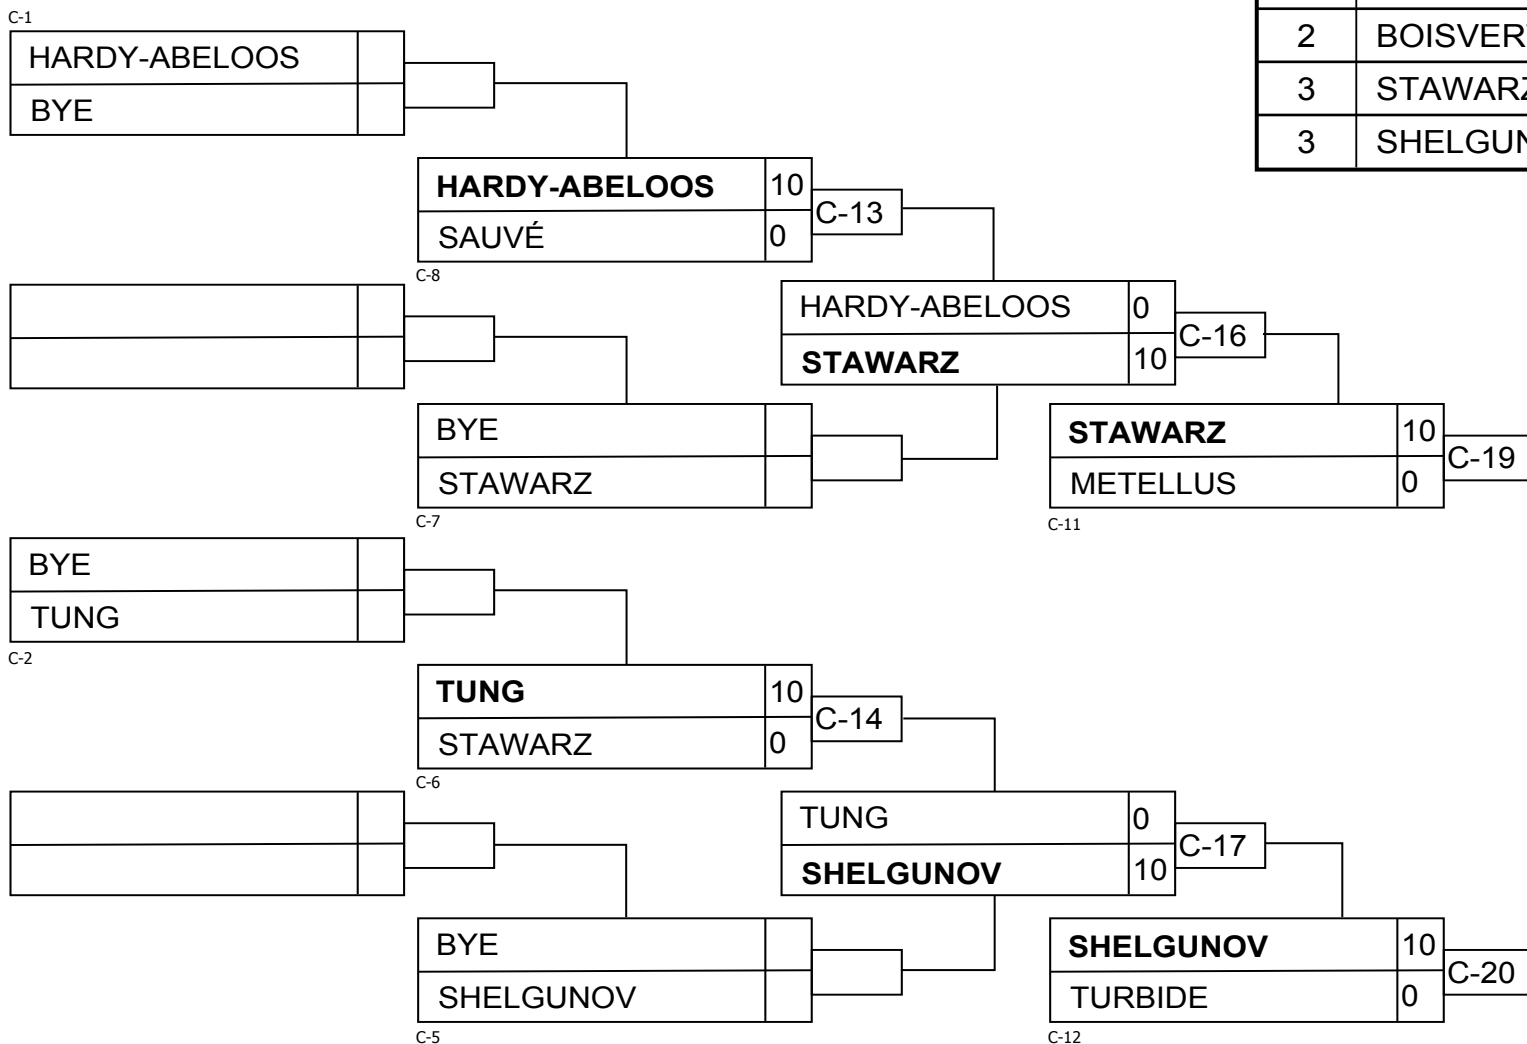 C-1
HARDY-ABELOOS
BYE
2
3
3
HARDY-ABELOOS 10
SAUVÉ 0
C-13
C-8
HARDY-ABELOOS 0
STAWARZ 10
C-16
BYE
STAWARZ
C-7
STAWARZ 10
METELLUS 0
C-19
C-11
BYE
TUNG
C-2
TUNG 10
STAWARZ 0
C-14
C-6
TUNG 0
SHELGUNOV 10
C-17
BYE
SHELGUNOV
C-5
SHELGUNOV 10
TURBIDE 0
C-20
C-12